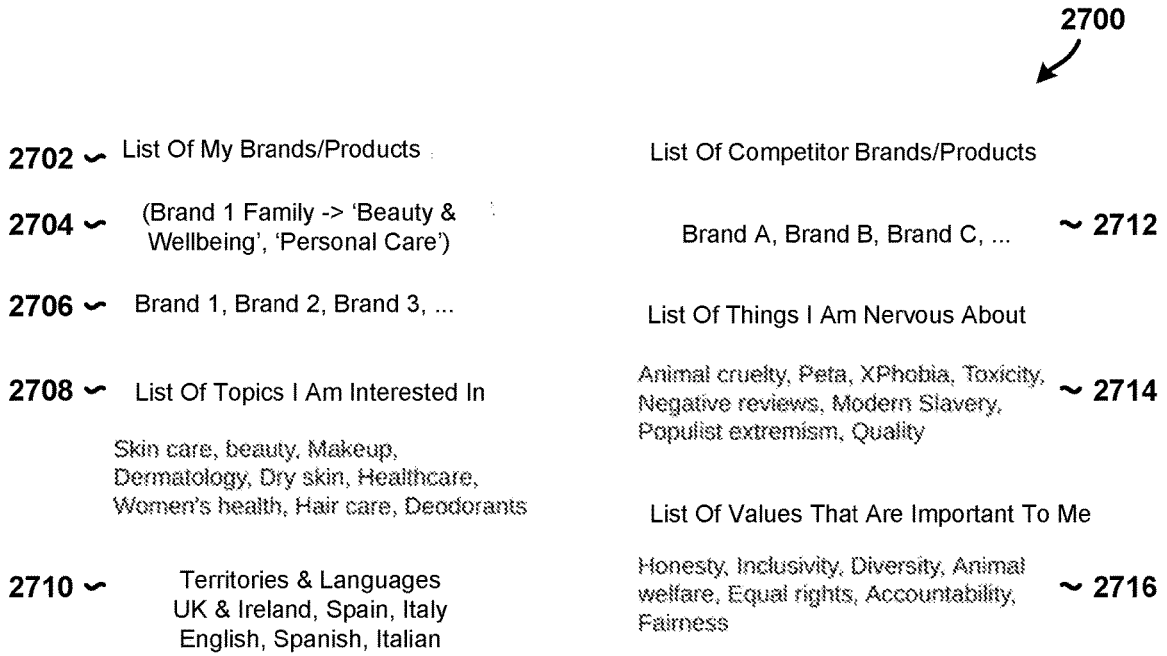 2700
2702 List Of My Brands/Products
2704 (Brand 1 Family -> ‘Beauty &
Wellbeing’, ‘Personal Care’)
2706 Brand 1, Brand 2, Brand 3, ...
2708 List Of Topics I Am Interested In
Skin care, beauty, Makeup,
Dermatology, Dry skin, Healthcare,
Women's health, Hair care, Deodorants
2710 Territories & Languages
UK & Ireland, Spain, Italy
English, Spanish, Italian
List Of Competitor Brands/Products
Brand A, Brand B, Brand C, ... 2712
List Of Things I Am Nervous About
Animal cruelty, Peta, XPhobia, Toxicity, 2714
Negative reviews, Modern Slavery,
Populist extremism, Quality
List Of Values That Are Important To Me
Honesty, Inclusivity, Diversity, Animal
welfare, Equal rights, Accountability, 2716
Fairness